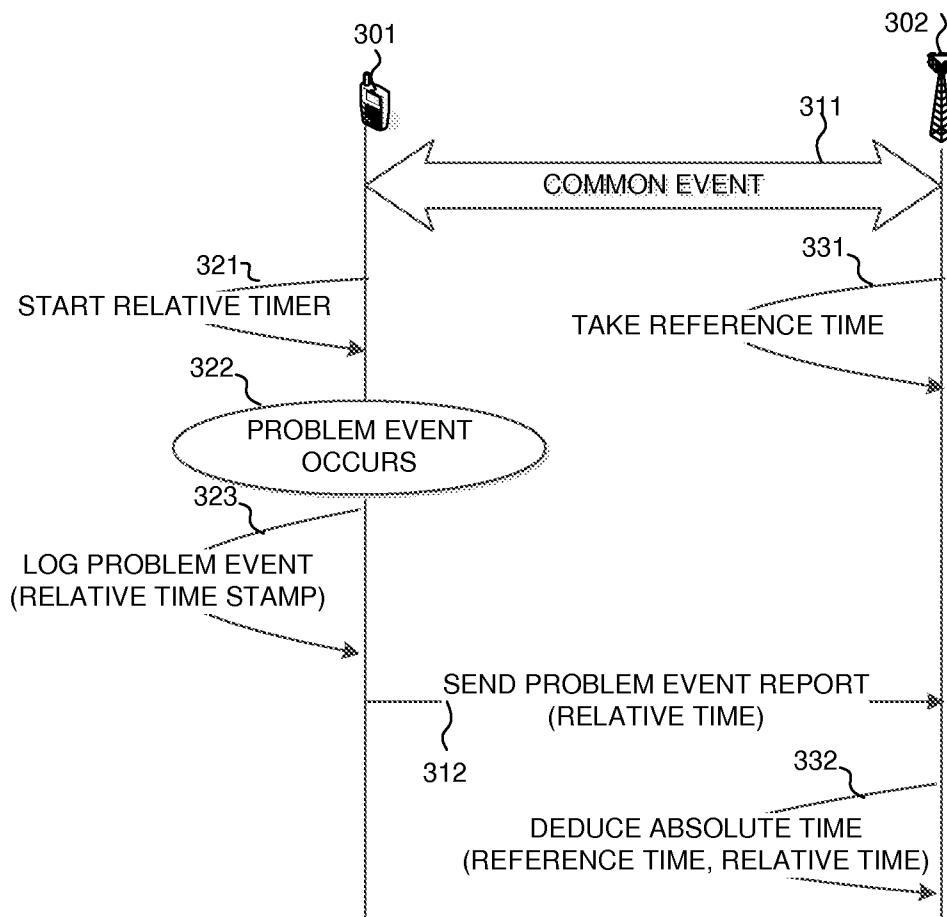 301
302
311
COMMON EVENT
321
START RELATIVE TIMER
331
TAKE REFERENCE TIME
322
PROBLEM EVENT
OCCURS
323
LOG PROBLEM EVENT
(RELATIVE TIME STAMP)
SEND PROBLEM EVENT REPORT
(RELATIVE TIME)
312
332
DEDUCE ABSOLUTE TIME
(REFERENCE TIME, RELATIVE TIME)